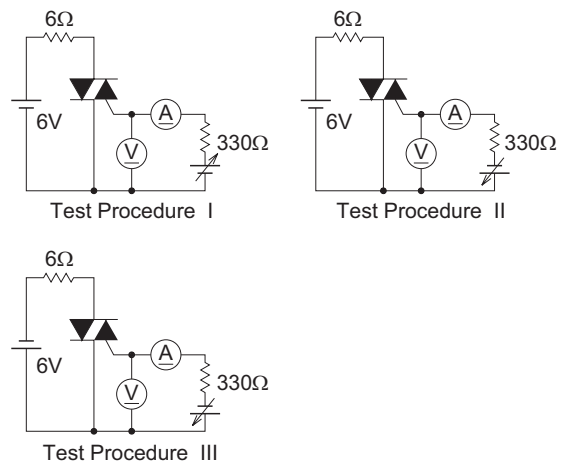 6Ω
6V
A
V
330Ω
Test Procedure I
6Ω
6V
A
V
330Ω
Test Procedure II
6Ω
6V
A
V
330Ω
Test Procedure III